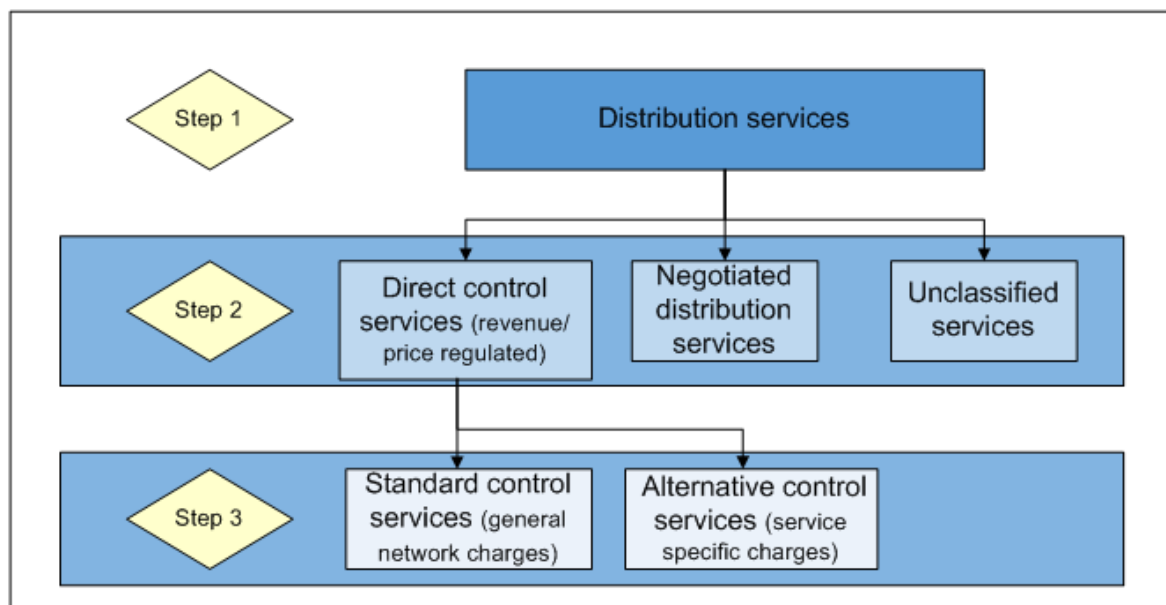 Step 1
Distribution services
Step 2
Direct control
services (revenue/
price regulated)
Negotiated
distribution
services
Unclassified
services
Step 3
Standard control
services (general
network charges)
Alternative control
services (service
specific charges)